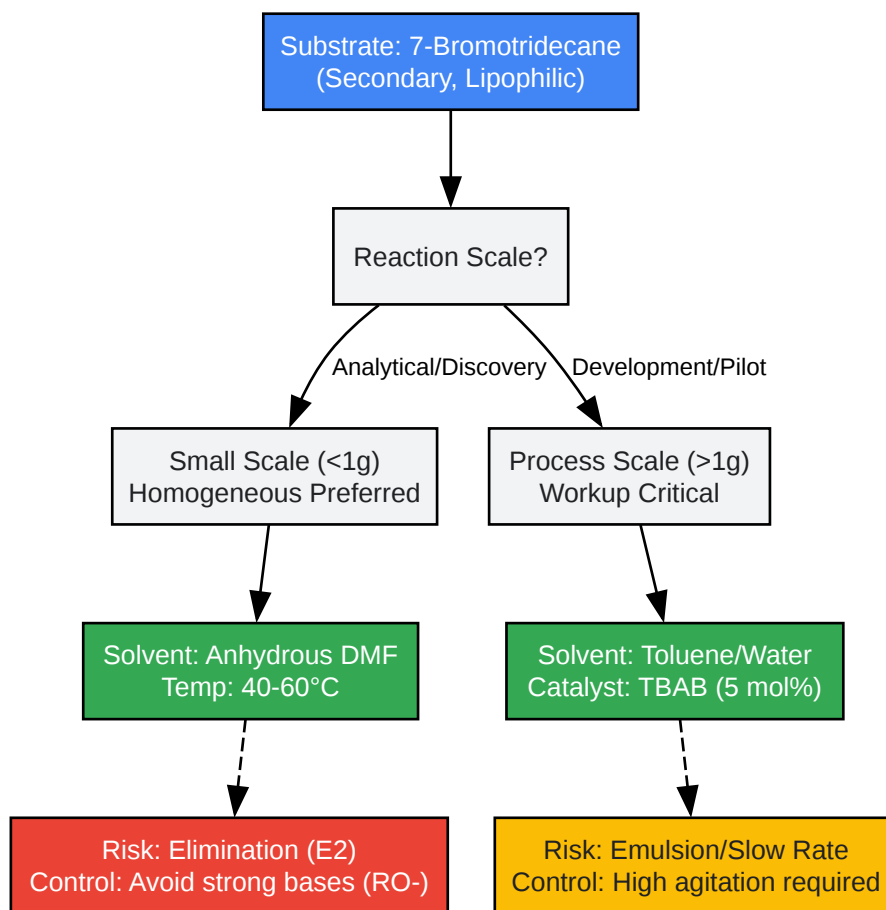 Substrate: 7-Bromotridecane
(Secondary, Lipophilic)
Reaction Scale?
Analytical/Discovery
Development/Pilot
Small Scale (<1g)
Homogeneous Preferred
Process Scale (>1g)
Workup Critical
Solvent: Anhydrous DMF
Temp: 40-60°C
Solvent: Toluene/Water
Catalyst: TBAB (5 mol%)
Risk: Elimination (E2)
Control: Avoid strong bases (RO-)
Risk: Emulsion/Slow Rate
Control: High agitation required